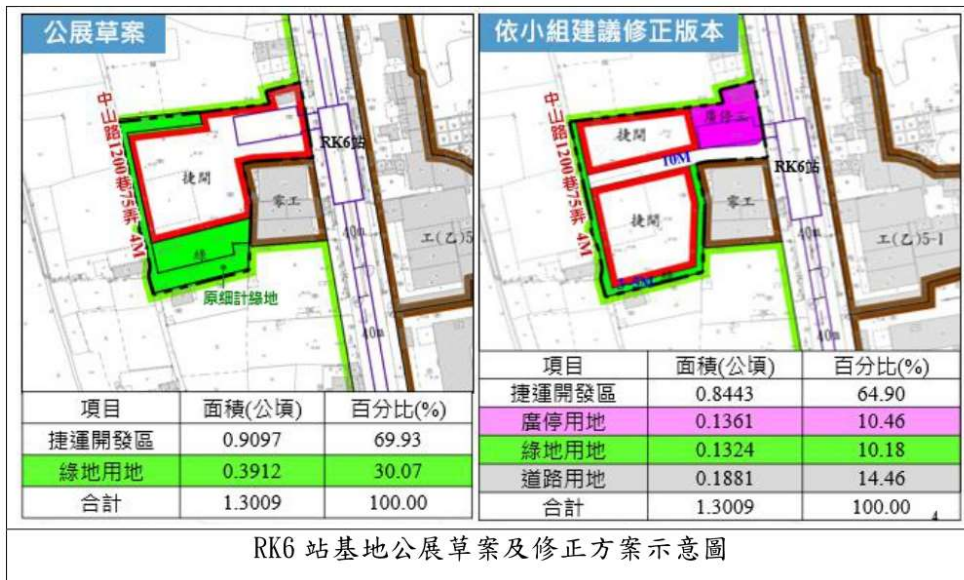 公展草案
中山路1200巷75弄 4M
捷開
RK6站
零工
綠
原細計綠地
40m
40m
工(乙)5
項目 面積(公頃) 百分比(%)
捷運開發區 0.9097 69.93
綠地用地 0.3912 30.07
合計 1.3009 100.00
依小組建議修正版本
中山路1200巷75弄 4M
捷開
廣停工
10M
RK6站
捷開
零工
工(乙)5-1
40m
40m
項目 面積(公頃) 百分比(%)
捷運開發區 0.8443 64.90
廣停用地 0.1361 10.46
綠地用地 0.1324 10.18
道路用地 0.1881 14.46
合計 1.3009 100.00
4
RK6 站基地公展草案及修正方案示意圖